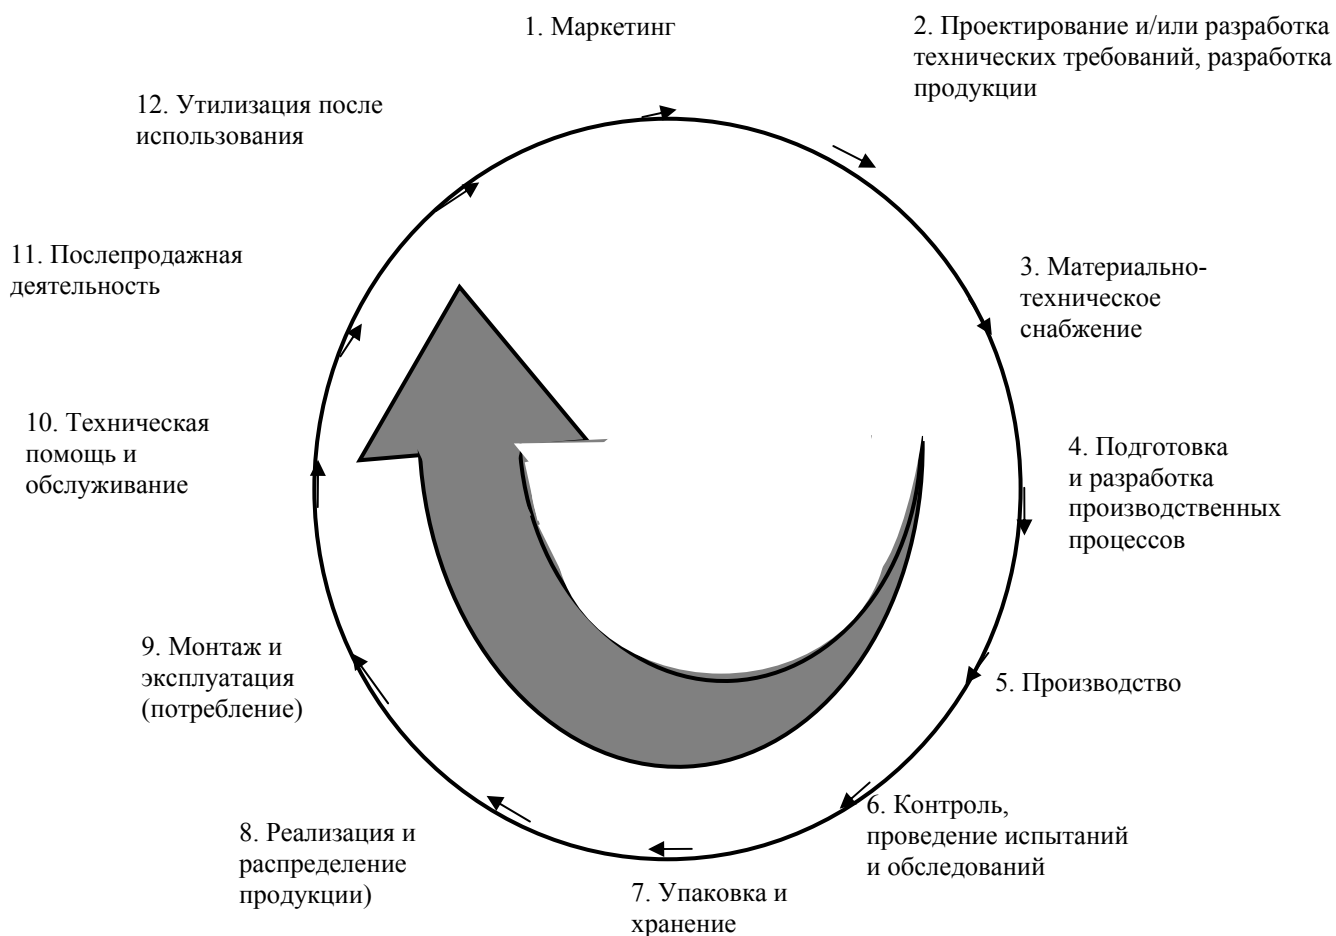 1. Маркетинг
2. Проектирование и/или разработка
технических требований, разработка
продукции
3. Материально-
техническое
снабжение
4. Подготовка
и разработка
производственных
процессов
5. Производство
6. Контроль,
проведение испытаний
и обследований
7. Упаковка и
хранение
8. Реализация и
распределение
продукции)
9. Монтаж и
эксплуатация
(потребление)
10. Техническая
помощь и
обслуживание
11. Послепродажная
деятельность
12. Утилизация после
использования